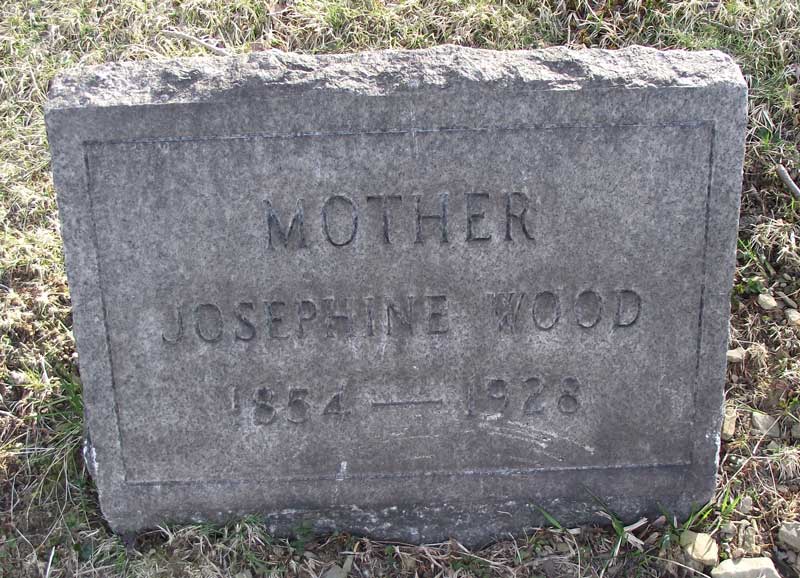 MOTHER
JOSEPHINE WOOD
1854 — 1928